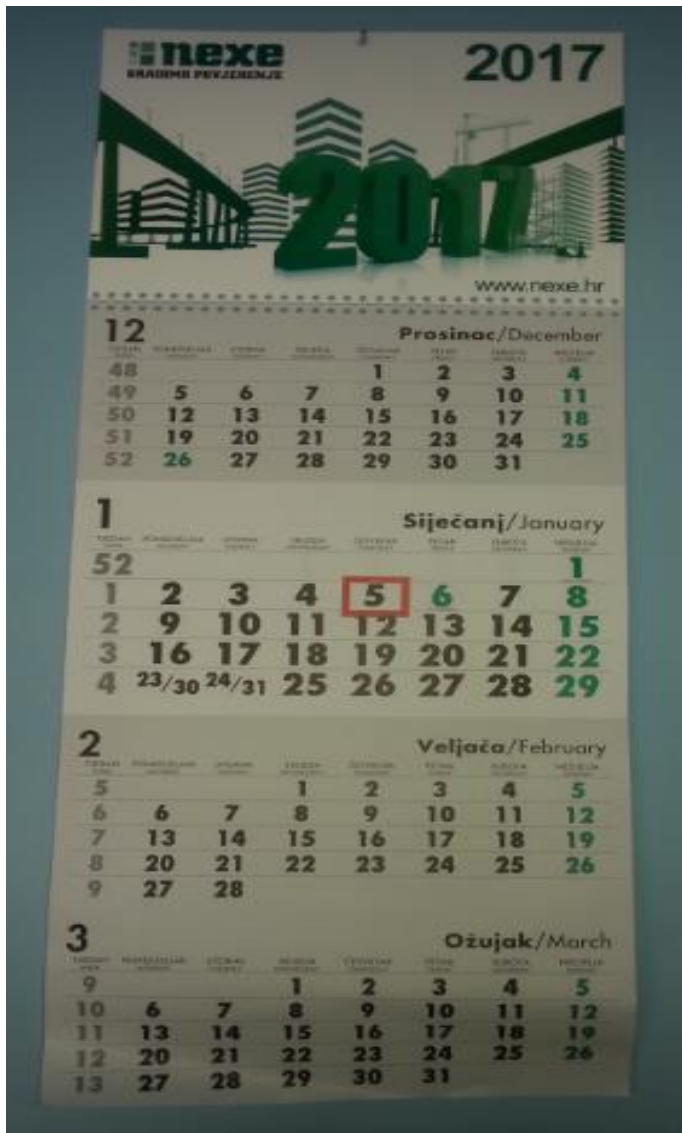 nexe
GRADIMO POVJERENJE
2017
2017
www.nexe.hr
12 Prosinac/December
48 1 2 3 4
49 5 6 7 8 9 10 11
50 12 13 14 15 16 17 18
51 19 20 21 22 23 24 25
52 26 27 28 29 30 31
1 Siječanj/January
52 1
1 2 3 4 5 6 7 8
2 9 10 11 12 13 14 15
3 16 17 18 19 20 21 22
4 23/30 24/31 25 26 27 28 29
2 Veljača/February
5 1 2 3 4 5
6 6 7 8 9 10 11 12
7 13 14 15 16 17 18 19
8 20 21 22 23 24 25 26
9 27 28
3 Ožujak/March
9 1 2 3 4 5
10 6 7 8 9 10 11 12
11 13 14 15 16 17 18 19
12 20 21 22 23 24 25 26
13 27 28 29 30 31